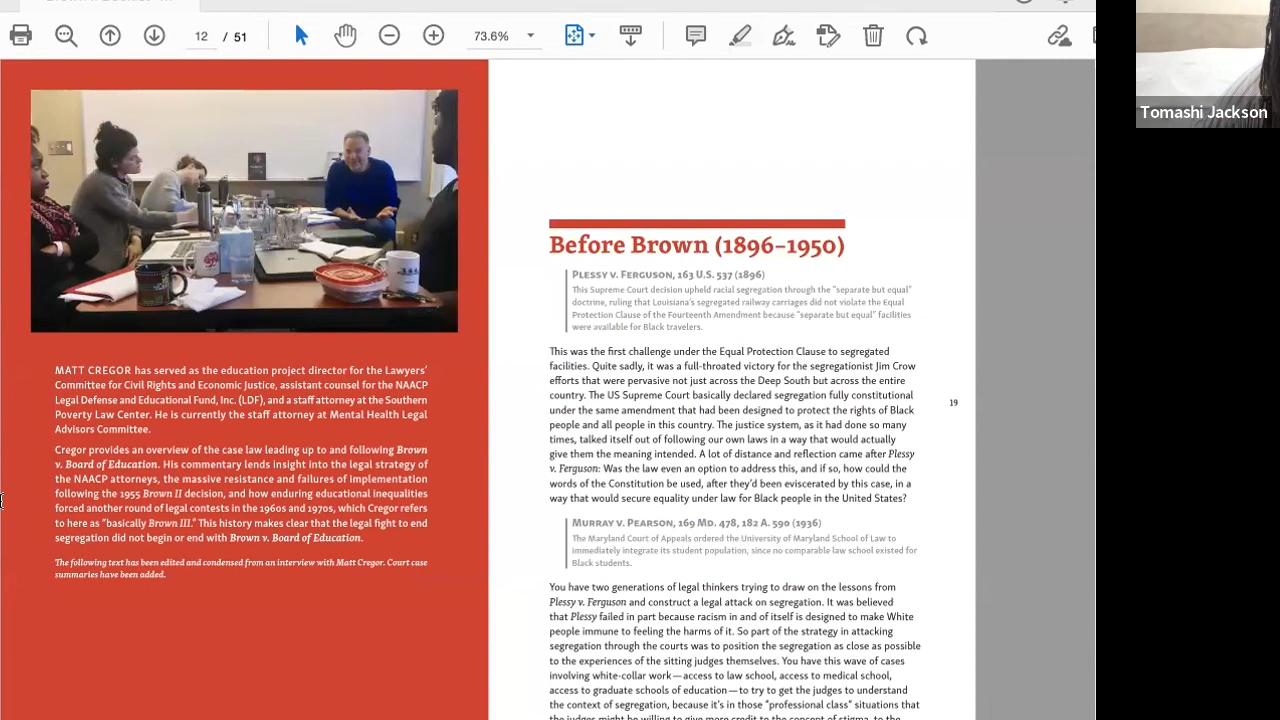 12 / 51
73.6%
Tomashi Jackson
MATT CREGOR has served as the education project director for the Lawyers'
Committee for Civil Rights and Economic Justice, assistant counsel for the NAACP
Legal Defense and Educational Fund, Inc. (LDF), and a staff attorney at the Southern
Poverty Law Center. He is currently the staff attorney at Mental Health Legal
Advisors Committee.
Cregor provides an overview of the case law leading up to and following Brown
v. Board of Education. His commentary lends insight into the legal strategy of
the NAACP attorneys, the massive resistance and failures of implementation
following the 1955 Brown II decision, and how enduring educational inequalities
forced another round of legal contests in the 1960s and 1970s, which Cregor refers
to here as "basically Brown III." This history makes clear that the legal fight to end
segregation did not begin or end with Brown v. Board of Education.
The following text has been edited and condensed from an interview with Matt Cregor. Court case
summaries have been added.
Before Brown (1896–1950)
PLESSY V. FERGUSON, 163 U.S. 537 (1896)
This Supreme Court decision upheld racial segregation through the "separate but equal"
doctrine, ruling that Louisiana's segregated railway carriages did not violate the Equal
Protection Clause of the Fourteenth Amendment because "separate but equal" facilities
were available for Black travelers.
This was the first challenge under the Equal Protection Clause to segregated
facilities. Quite sadly, it was a full-throated victory for the segregationist Jim Crow
efforts that were pervasive not just across the Deep South but across the entire
country. The US Supreme Court basically declared segregation fully constitutional
under the same amendment that had been designed to protect the rights of Black
people and all people in this country. The justice system, as it had done so many
times, talked itself out of following our own laws in a way that would actually
give them the meaning intended. A lot of distance and reflection came after Plessy
v. Ferguson: Was the law even an option to address this, and if so, how could the
words of the Constitution be used, after they'd been eviscerated by this case, in a
way that would secure equality under law for Black people in the United States?
19
MURRAY V. PEARSON, 169 MD. 478, 182 A. 590 (1936)
The Maryland Court of Appeals ordered the University of Maryland School of Law to
immediately integrate its student population, since no comparable law school existed for
Black students.
You have two generations of legal thinkers trying to draw on the lessons from
Plessy v. Ferguson and construct a legal attack on segregation. It was believed
that Plessy failed in part because racism in and of itself is designed to make White
people immune to feeling the harms of it. So part of the strategy in attacking
segregation through the courts was to position the segregation as close as possible
to the experiences of the sitting judges themselves. You have this wave of cases
involving white-collar work—access to law school, access to medical school,
access to graduate schools of education—to try to get the judges to understand
the context of segregation, because it's in those "professional class" situations that
the judges might be willing to give more credit to the concept of stigma, to the